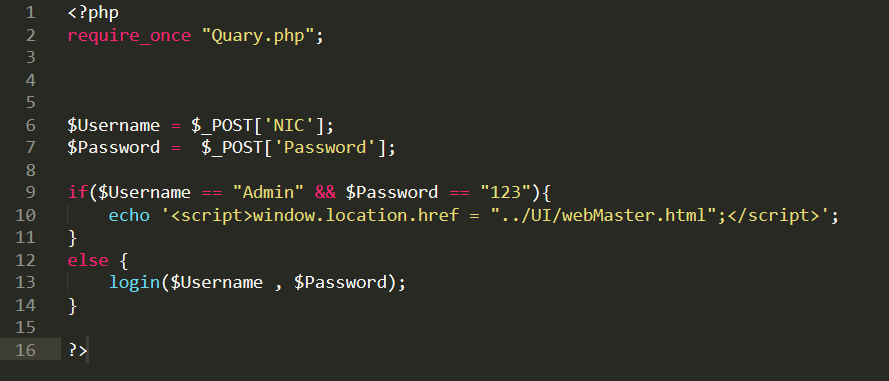 1 <?php
2 require_once "Quary.php";
3
4
5
6 $Username = $_POST['NIC'];
7 $Password =  $_POST['Password'];
8
9 if($Username == "Admin" && $Password == "123"){
10     echo '<script>window.location.href = "../UI/webMaster.html";</script>';
11 }
12 else {
13     login($Username , $Password);
14 }
15
16 ?>